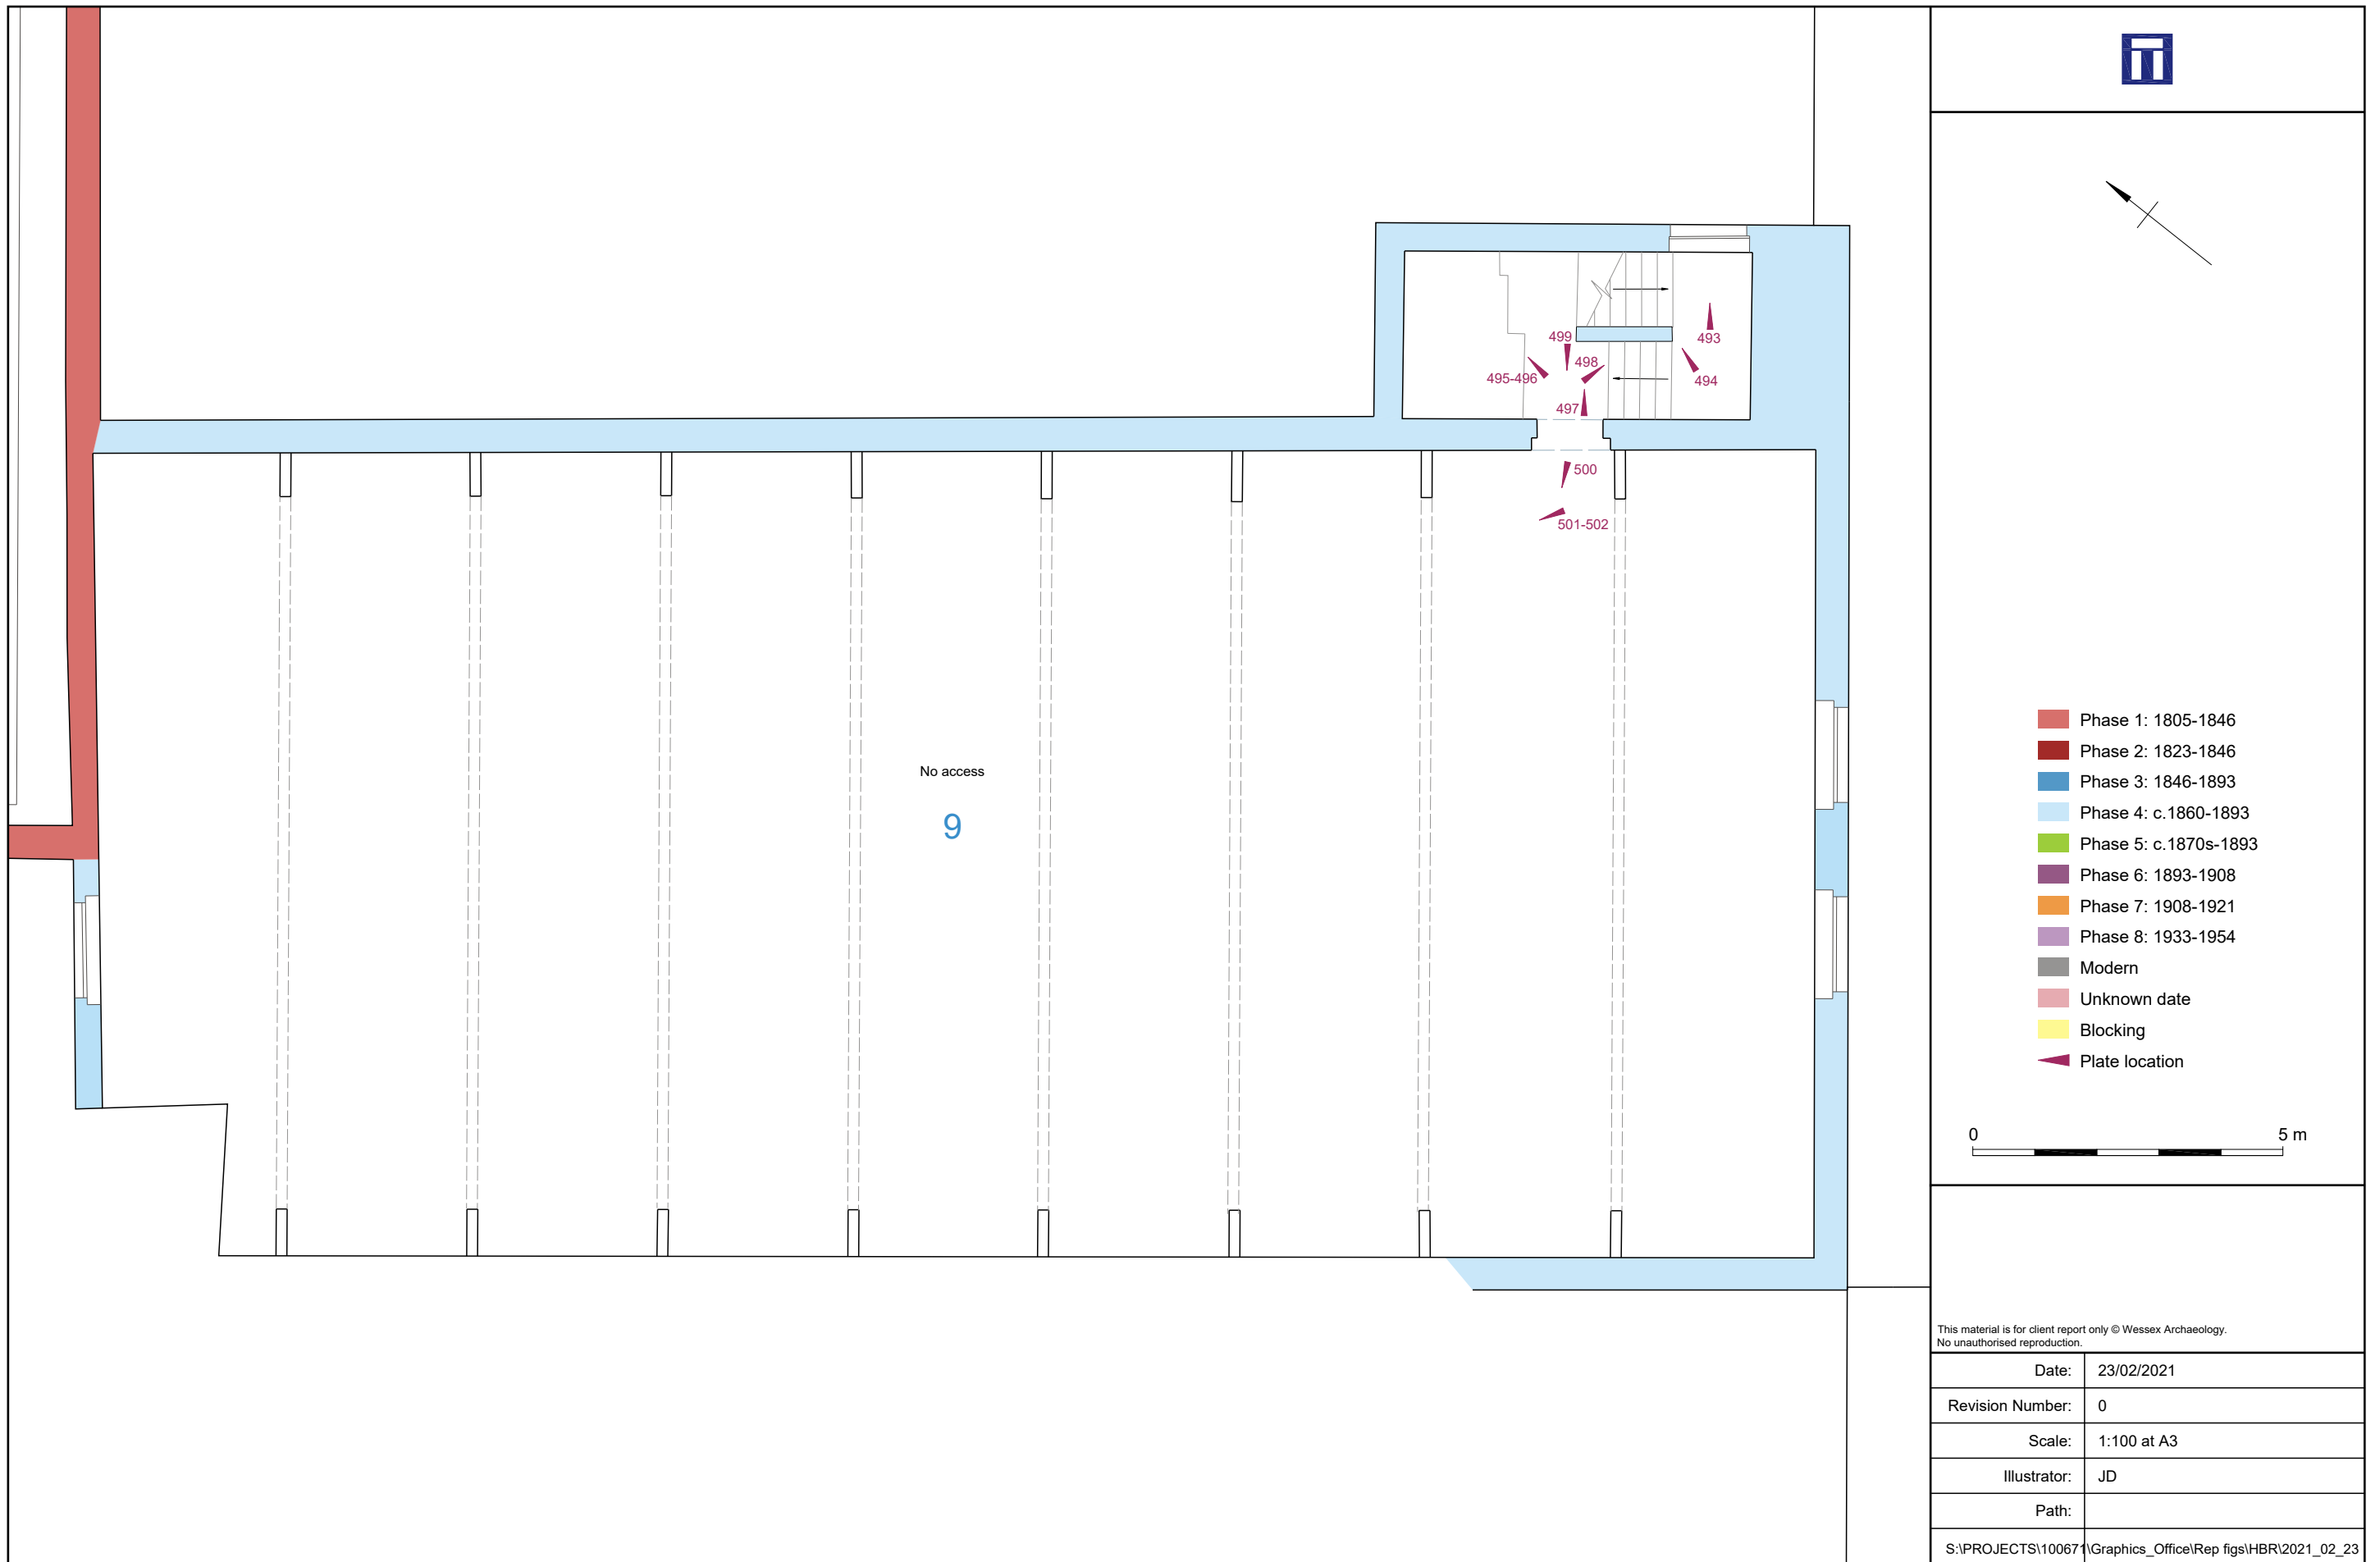 499
498
493
495-496
494
497
500
501-502
No access
9
Phase 1: 1805-1846
Phase 2: 1823-1846
Phase 3: 1846-1893
Phase 4: c.1860-1893
Phase 5: c.1870s-1893
Phase 6: 1893-1908
Phase 7: 1908-1921
Phase 8: 1933-1954
Modern
Unknown date
Blocking
Plate location
0 5 m
This material is for client report only © Wessex Archaeology.
No unauthorised reproduction.
Date: 23/02/2021
Revision Number: 0
Scale: 1:100 at A3
Illustrator: JD
Path:
S:\PROJECTS\100671\Graphics_Office\Rep figs\HBR\2021_02_23